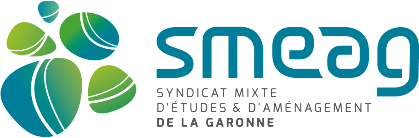 smeag
SYNDICAT MIXTE
D'ÉTUDES & D'AMÉNAGEMENT
DE LA GARONNE